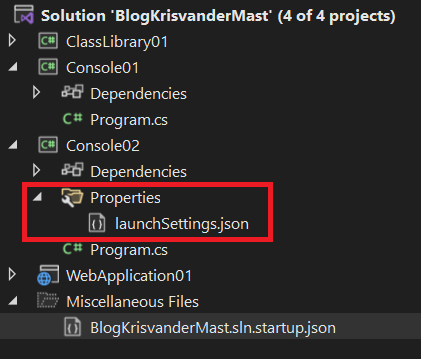 Solution 'BlogKrisvanderMast' (4 of 4 projects)
C# ClassLibrary01
C# Console01
Dependencies
C# Program.cs
C# Console02
Dependencies
Properties
launchSettings.json
C# Program.cs
WebApplication01
Miscellaneous Files
BlogKrisvanderMast.sln.startup.json